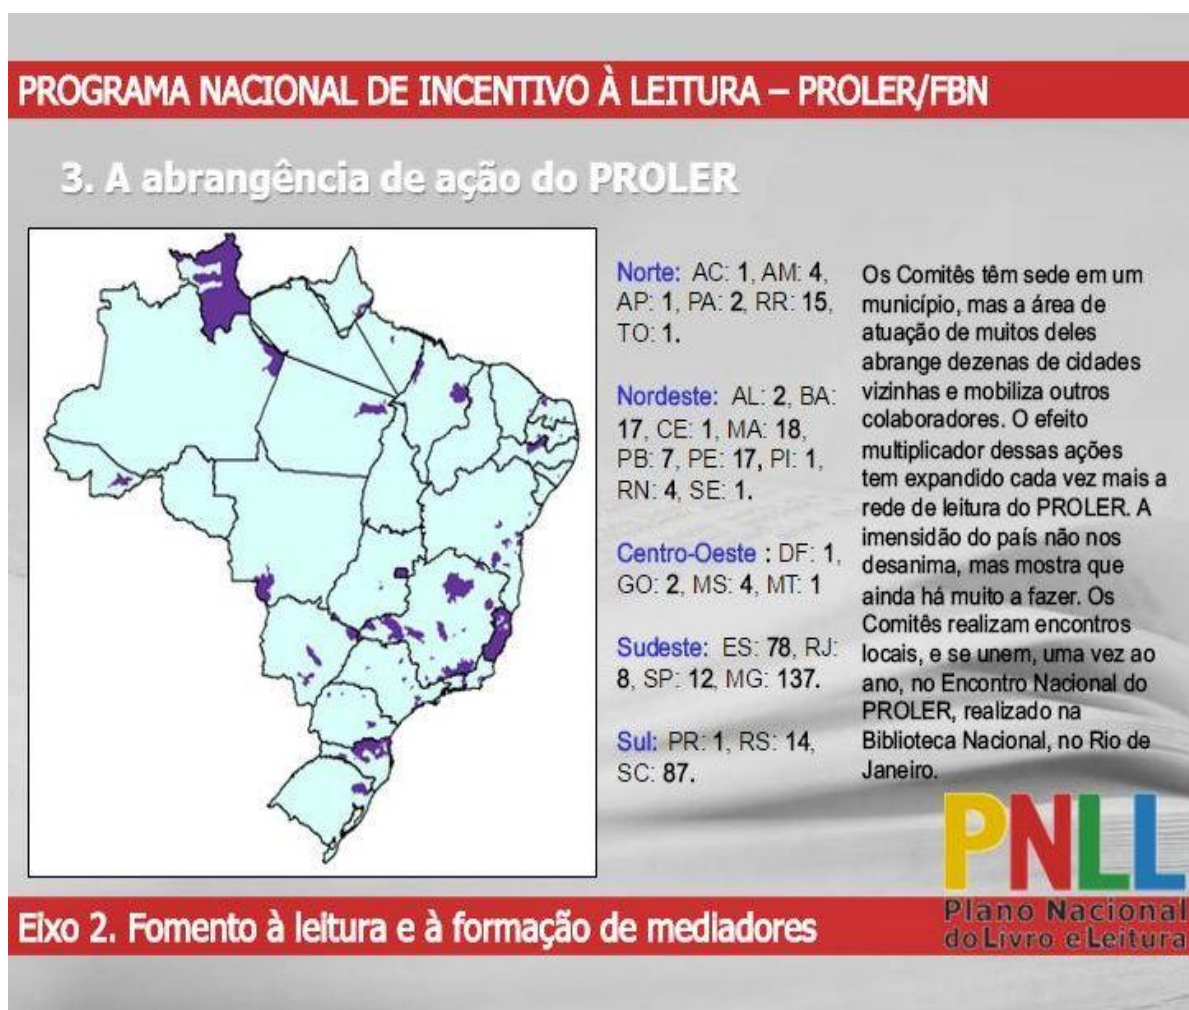 PROGRAMA NACIONAL DE INCENTIVO À LEITURA – PROLER/FBN
3. A abrangência de ação do PROLER
Norte: AC: 1, AM: 4,
AP: 1, PA: 2, RR: 15,
TO: 1.
Nordeste: AL: 2, BA:
17, CE: 1, MA: 18,
PB: 7, PE: 17, PI: 1,
RN: 4, SE: 1.
Centro-Oeste : DF: 1,
GO: 2, MS: 4, MT: 1
Sudeste: ES: 78, RJ:
8, SP: 12, MG: 137.
Sul: PR: 1, RS: 14,
SC: 87.
Os Comitês têm sede em um
município, mas a área de
atuação de muitos deles
abrange dezenas de cidades
vizinhas e mobiliza outros
colaboradores. O efeito
multiplicador dessas ações
tem expandido cada vez mais a
rede de leitura do PROLER. A
imensidão do país não nos
desanima, mas mostra que
ainda há muito a fazer. Os
Comitês realizam encontros
locais, e se unem, uma vez ao
ano, no Encontro Nacional do
PROLER, realizado na
Biblioteca Nacional, no Rio de
Janeiro.
PNLL
Plano Nacional
do Livro e Leitura
Eixo 2. Fomento à leitura e à formação de mediadores